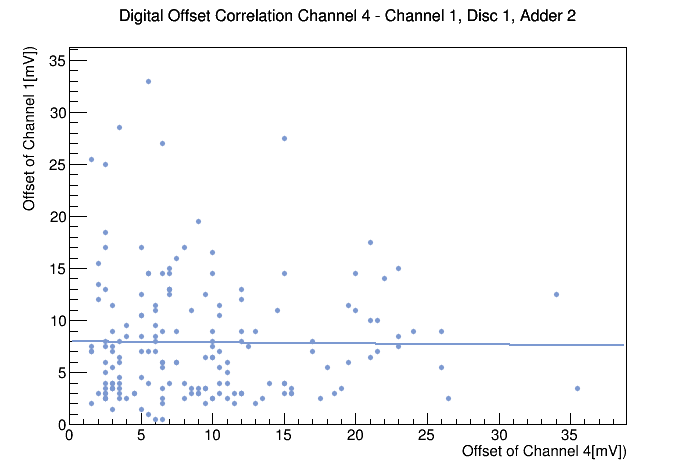 Digital Offset Correlation Channel 4 - Channel 1, Disc 1, Adder 2
Offset of Channel 1[mV])
35
30
25
20
15
10
5
0
0 5 10 15 20 25 30 35
Offset of Channel 4[mV])